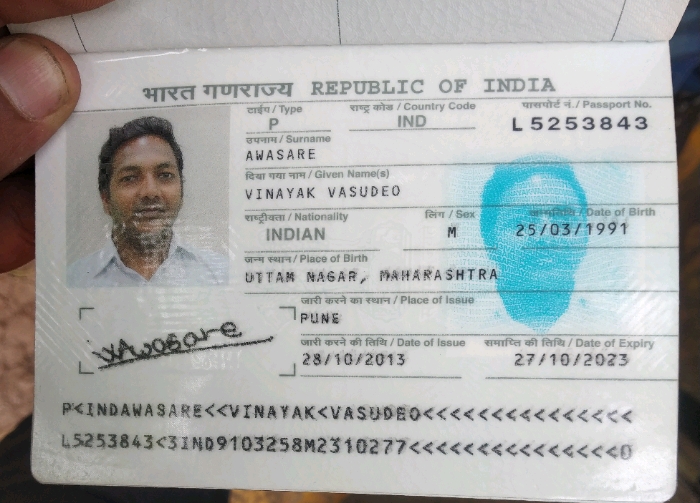 भारत गणराज्य REPUBLIC OF INDIA
टाईप / Type राष्ट्र कोड / Country Code पासपोर्ट नं. / Passport No.
P IND L5253843
उपनाम / Surname
AWASARE
दिया गया नाम / Given Name(s)
VINAYAK VASUDEO
राष्ट्रीयता / Nationality लिंग / Sex जन्मतिथि / Date of Birth
INDIAN M 25/03/1991
जन्म स्थान / Place of Birth
UTTAM NAGAR, MAHARASHTRA
जारी करने का स्थान / Place of Issue
PUNE
जारी करने की तिथि / Date of Issue समाप्ति की तिथि / Date of Expiry
28/10/2013 27/10/2023
VAwasare
P<INDAWASARE<<VINAYAK<VASUDEO<<<<<<<<<<<<<<<
L5253843<3IND9103258M2310277<<<<<<<<<<<<<<<0